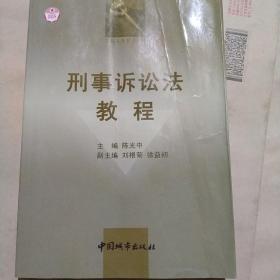 刑事诉讼法
教程
主编 陈光中
副主编 刘根菊 徐益初
中国城市出版社